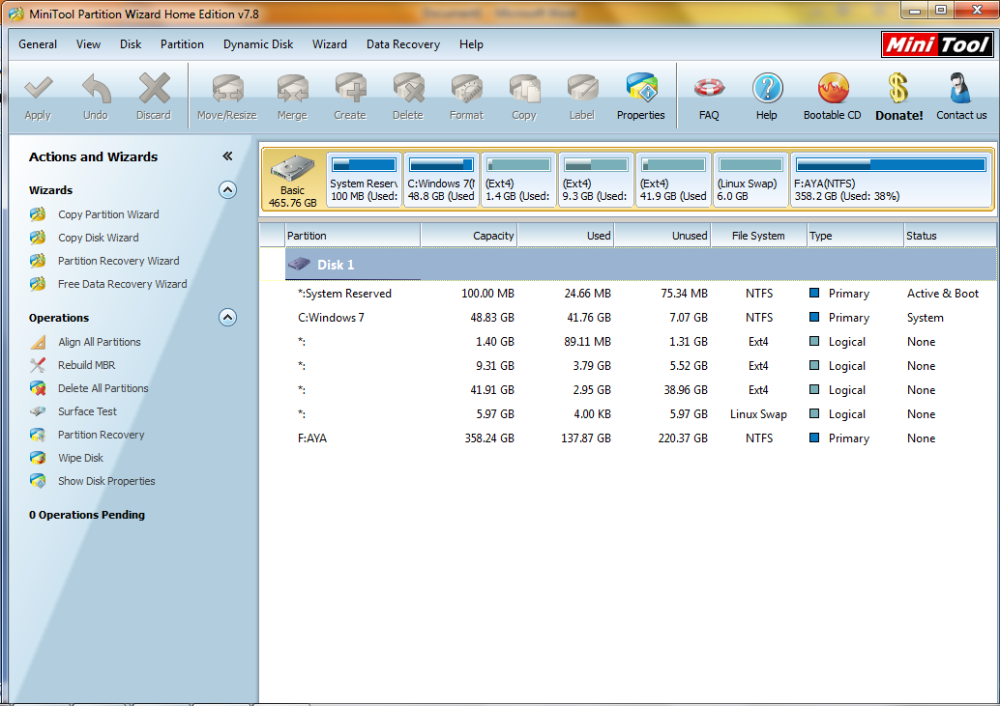 MiniTool Partition Wizard Home Edition v7.8
General View Disk Partition Dynamic Disk Wizard Data Recovery Help
Mini Tool
Apply Undo Discard Move/Resize Merge Create Delete Format Copy Label Properties FAQ Help Bootable CD Donate! Contact us
Actions and Wizards
Wizards
Copy Partition Wizard
Copy Disk Wizard
Partition Recovery Wizard
Free Data Recovery Wizard
Operations
Align All Partitions
Rebuild MBR
Delete All Partitions
Surface Test
Partition Recovery
Wipe Disk
Show Disk Properties
0 Operations Pending
Basic
465.76 GB
System Reserv
100 MB (Used:
C:Windows 7(N
48.8 GB (Used
(Ext4)
1.4 GB (Used:
(Ext4)
9.3 GB (Used:
(Ext4)
41.9 GB (Used
(Linux Swap)
6.0 GB
F:AYA(NTFS)
358.2 GB (Used: 38%)
Partition Capacity Used Unused File System Type Status
Disk 1
*:System Reserved 100.00 MB 24.66 MB 75.34 MB NTFS Primary Active & Boot
C:Windows 7 48.83 GB 41.76 GB 7.07 GB NTFS Primary System
*: 1.40 GB 89.11 MB 1.31 GB Ext4 Logical None
*: 9.31 GB 3.79 GB 5.52 GB Ext4 Logical None
*: 41.91 GB 2.95 GB 38.96 GB Ext4 Logical None
*: 5.97 GB 4.00 KB 5.97 GB Linux Swap Logical None
F:AYA 358.24 GB 137.87 GB 220.37 GB NTFS Primary None